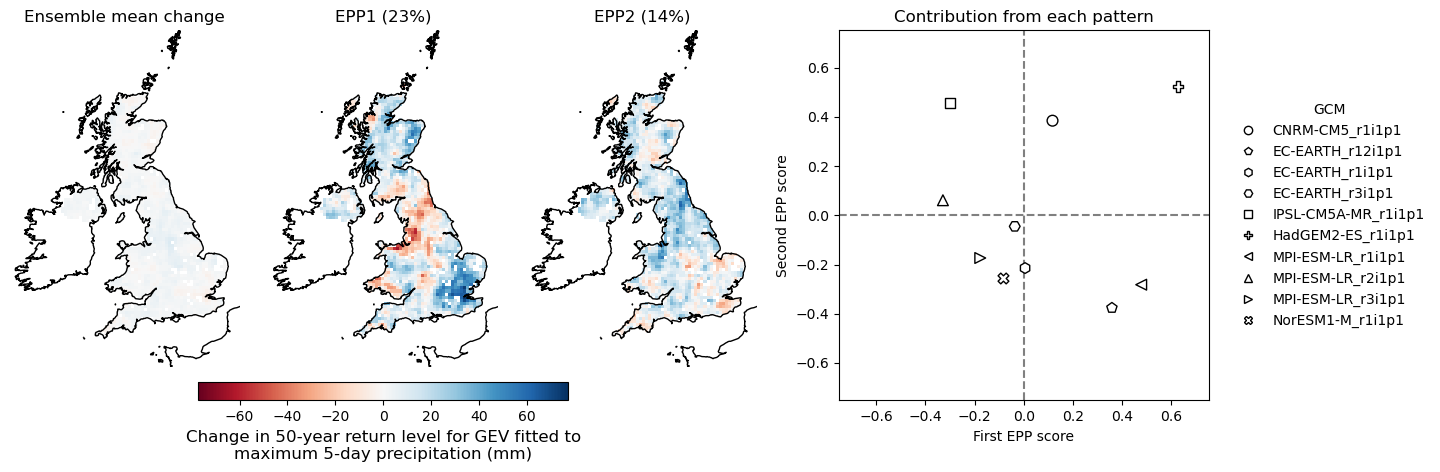 Ensemble mean change
EPP1 (23%)
EPP2 (14%)
−60 −40 −20 0 20 40 60
Change in 50-year return level for GEV fitted to
maximum 5-day precipitation (mm)
Contribution from each pattern
Second EPP score
0.6
0.4
0.2
0.0
−0.2
−0.4
−0.6
−0.6 −0.4 −0.2 0.0 0.2 0.4 0.6
First EPP score
GCM
CNRM-CM5_r1i1p1
EC-EARTH_r12i1p1
EC-EARTH_r1i1p1
EC-EARTH_r3i1p1
IPSL-CM5A-MR_r1i1p1
HadGEM2-ES_r1i1p1
MPI-ESM-LR_r1i1p1
MPI-ESM-LR_r2i1p1
MPI-ESM-LR_r3i1p1
NorESM1-M_r1i1p1